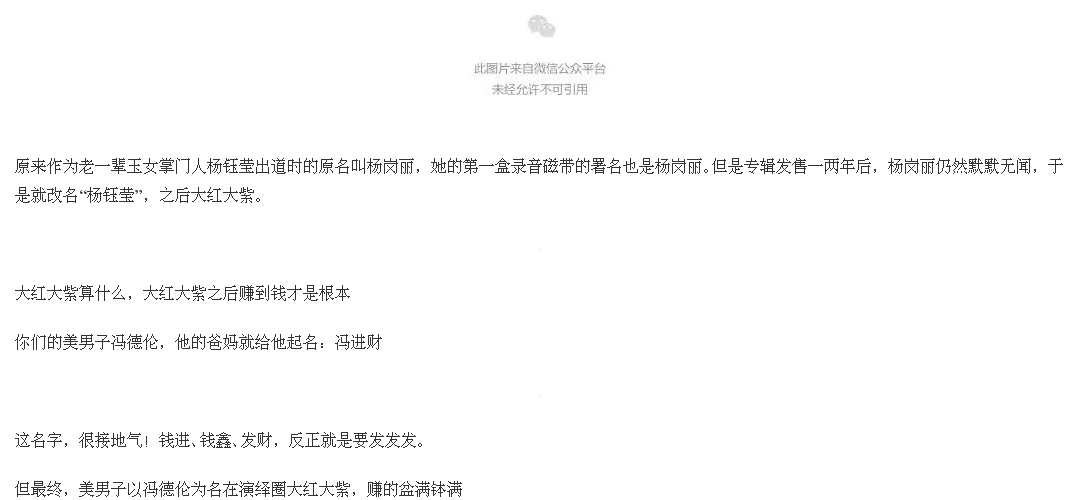 此图片来自微信公众平台
未经允许不可引用
原来作为老一辈玉女掌门人杨钰莹出道时的原名叫杨岗丽，她的第一盒录音磁带的署名也是杨岗丽。但是专辑发售一两年后，杨岗丽仍然默默无闻，于
是就改名“杨钰莹”，之后大红大紫。
大红大紫算什么，大红大紫之后赚到钱才是根本
你们的美男子冯德伦，他的爸妈就给他起名：冯进财
这名字，很接地气！钱进、钱鑫、发财，反正就是要发发发。
但最终，美男子以冯德伦为名在演绎圈大红大紫，赚的盆满钵满